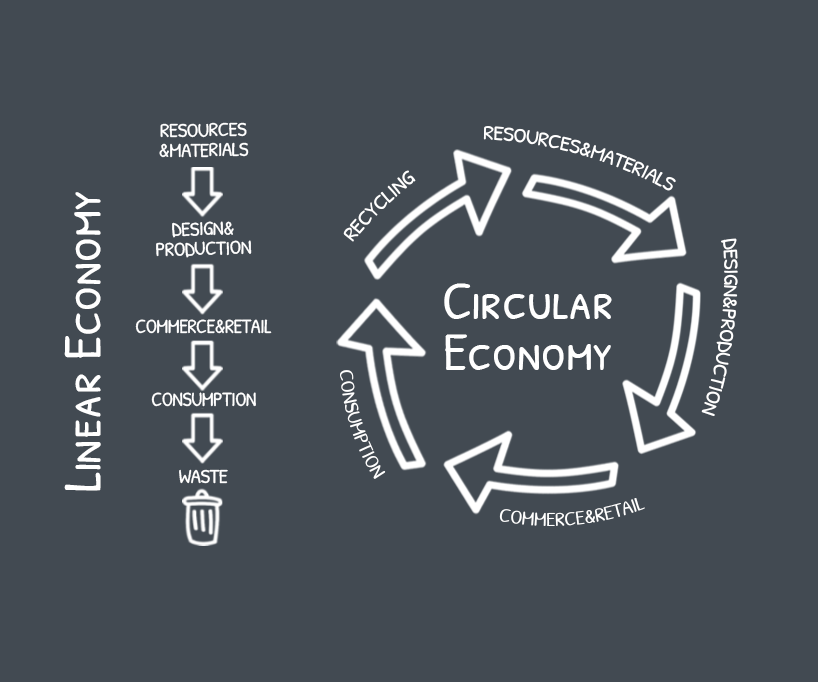 LINEAR ECONOMY
RESOURCES
&MATERIALS
DESIGN&
PRODUCTION
COMMERCE&RETAIL
CONSUMPTION
WASTE
CIRCULAR
ECONOMY
RESOURCES&MATERIALS
DESIGN&PRODUCTION
COMMERCE&RETAIL
CONSUMPTION
RECYCLING